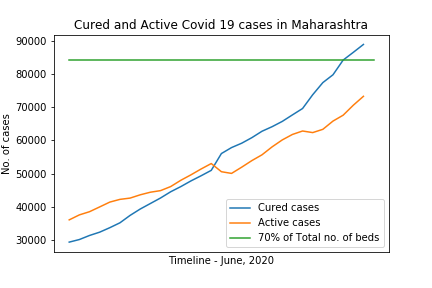 Cured and Active Covid 19 cases in Maharashtra
90000
80000
70000
60000
50000
40000
30000
No. of cases
Cured cases
Active cases
70% of Total no. of beds
Timeline - June, 2020